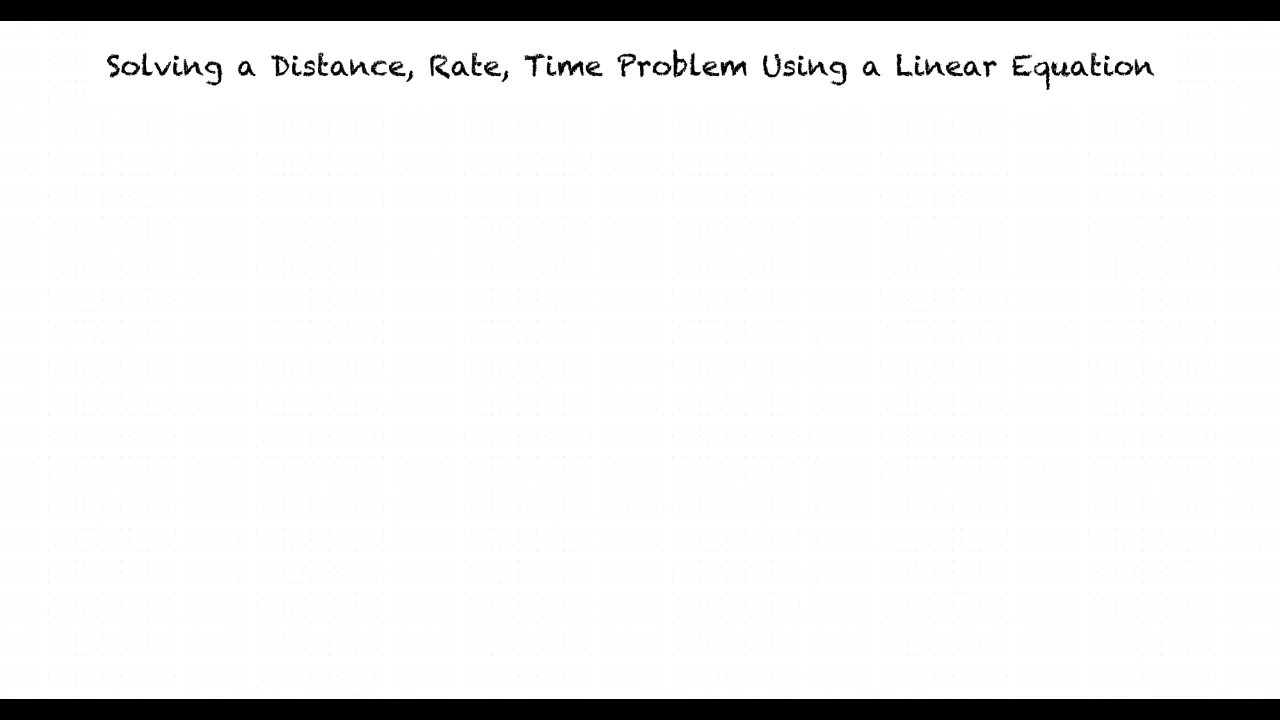 Solving a Distance, Rate, Time Problem Using a Linear Equation